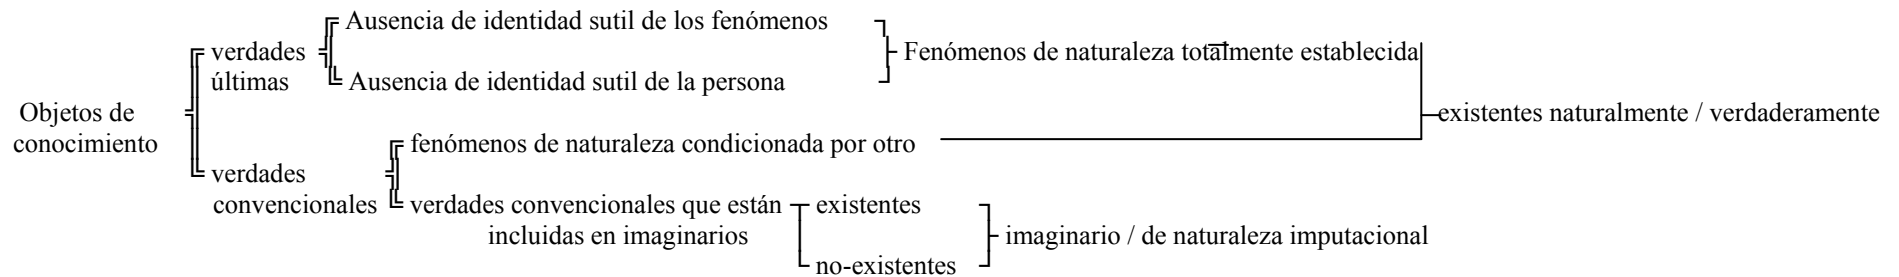 Ausencia de identidad sutil de los fenómenos
verdades
últimas
Fenómenos de naturaleza totalmente establecida
Ausencia de identidad sutil de la persona
Objetos de
conocimiento
existentes naturalmente / verdaderamente
fenómenos de naturaleza condicionada por otro
verdades
convencionales
verdades convencionales que están
incluidas en imaginarios
existentes
imaginario / de naturaleza imputacional
no-existentes